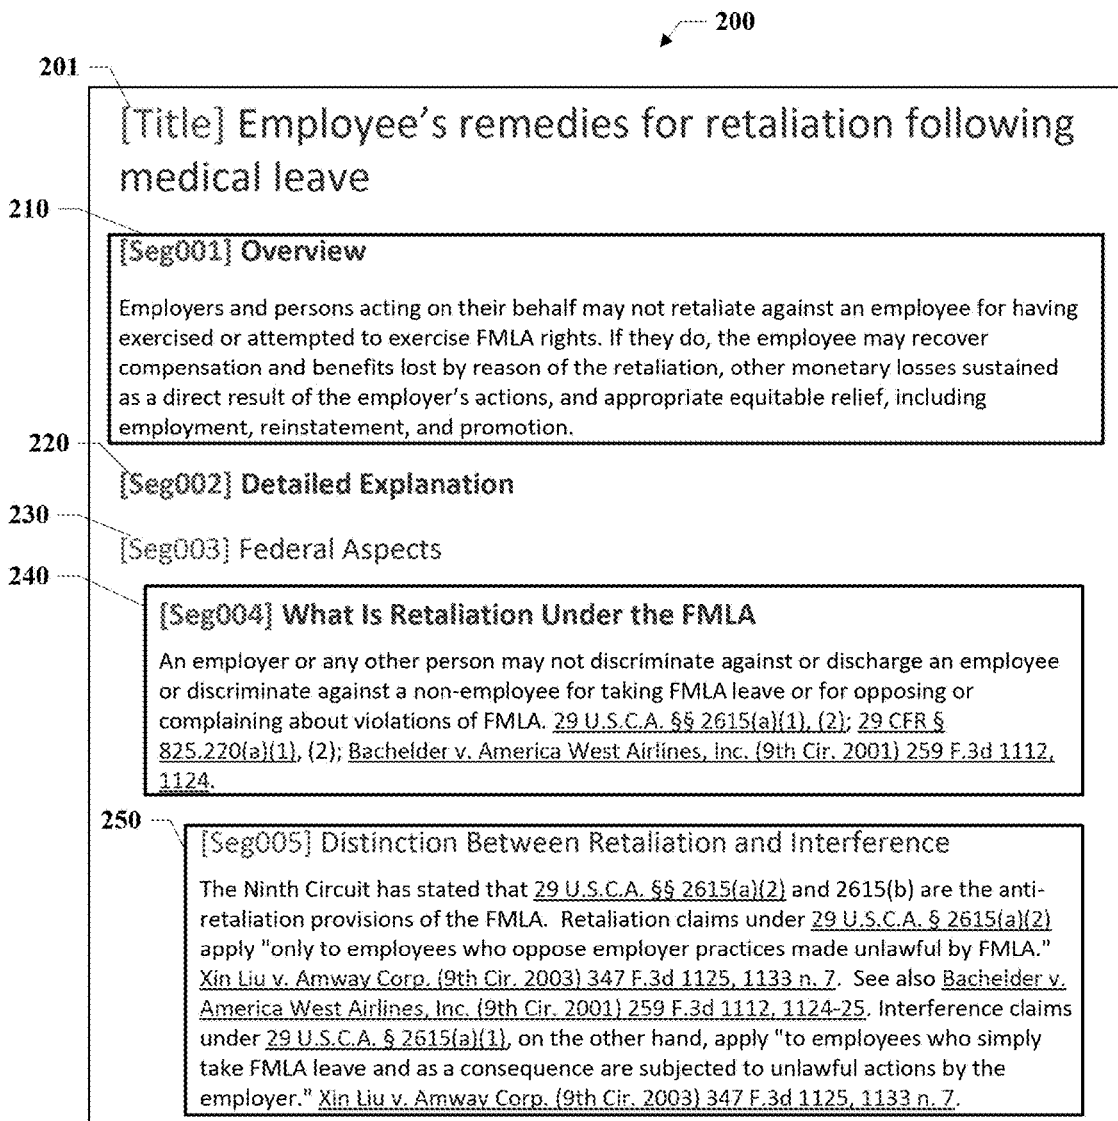 200
201
[Title] Employee's remedies for retaliation following
medical leave
210
[Seg001] Overview
Employers and persons acting on their behalf may not retaliate against an employee for having
exercised or attempted to exercise FMLA rights. If they do, the employee may recover
compensation and benefits lost by reason of the retaliation, other monetary losses sustained
as a direct result of the employer's actions, and appropriate equitable relief, including
employment, reinstatement, and promotion.
220
[Seg002] Detailed Explanation
230
[Seg003] Federal Aspects
240
[Seg004] What Is Retaliation Under the FMLA
An employer or any other person may not discriminate against or discharge an employee
or discriminate against a non-employee for taking FMLA leave or for opposing or
complaining about violations of FMLA. 29 U.S.C.A. §§ 2615(a)(1), (2); 29 CFR §
825.220(a)(1), (2); Bachelder v. America West Airlines, Inc. (9th Cir. 2001) 259 F.3d 1112,
1124.
250
[Seg005] Distinction Between Retaliation and Interference
The Ninth Circuit has stated that 29 U.S.C.A. §§ 2615(a)(2) and 2615(b) are the anti-
retaliation provisions of the FMLA.  Retaliation claims under 29 U.S.C.A. § 2615(a)(2)
apply "only to employees who oppose employer practices made unlawful by FMLA."
Xin Liu v. Amway Corp. (9th Cir. 2003) 347 F.3d 1125, 1133 n. 7.  See also Bachelder v.
America West Airlines, Inc. (9th Cir. 2001) 259 F.3d 1112, 1124-25. Interference claims
under 29 U.S.C.A. § 2615(a)(1), on the other hand, apply "to employees who simply
take FMLA leave and as a consequence are subjected to unlawful actions by the
employer." Xin Liu v. Amway Corp. (9th Cir. 2003) 347 F.3d 1125, 1133 n. 7.